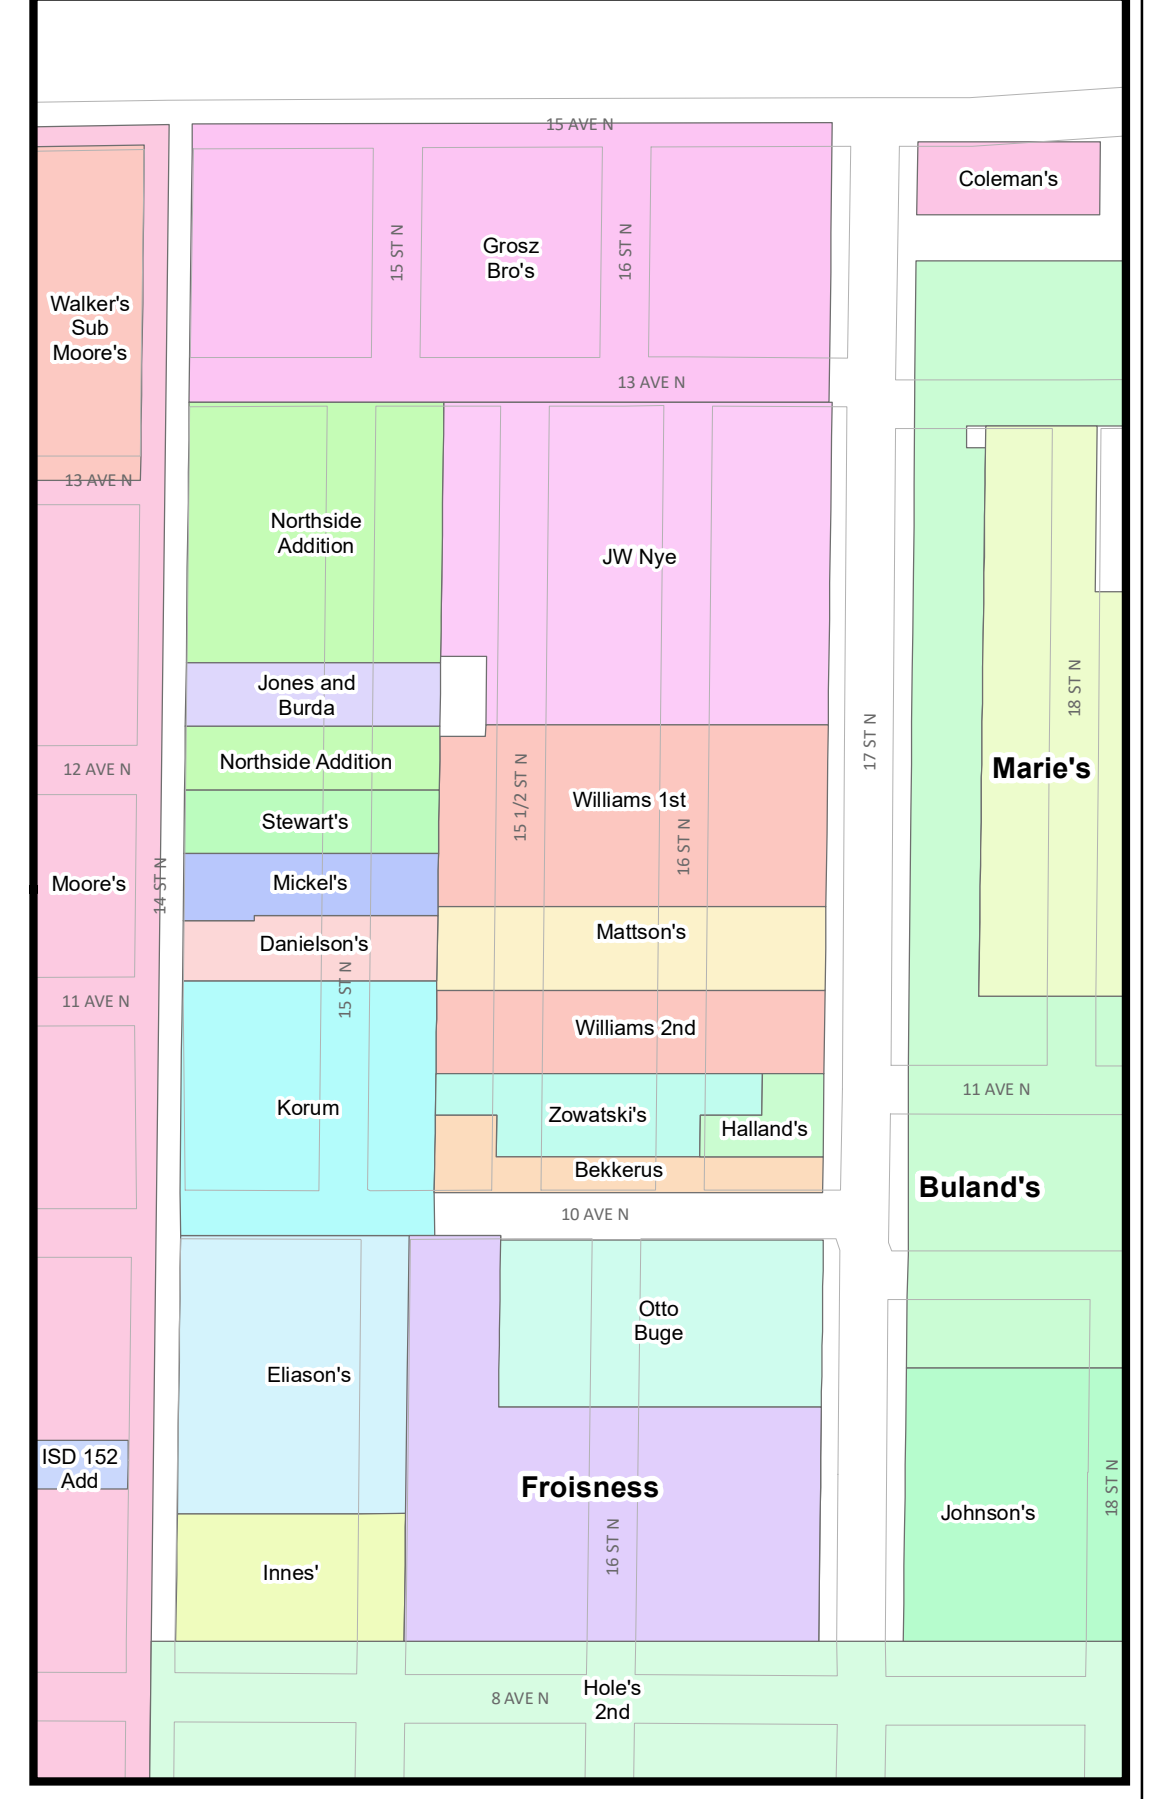 15 AVE N
Coleman's
15 ST N
16 ST N
Grosz
Bro's
Walker's
Sub
Moore's
13 AVE N
13 AVE N
Northside
Addition
JW Nye
Jones and
Burda
18 ST N
17 ST N
12 AVE N
Northside Addition
15 1/2 ST N
Marie's
Williams 1st
Stewart's
16 ST N
Moore's
14 ST N
Mickel's
Mattson's
Danielson's
15 ST N
11 AVE N
Williams 2nd
11 AVE N
Korum
Zowatski's
Halland's
Bekkerus
Buland's
10 AVE N
Otto
Buge
Eliason's
ISD 152
Add
Froisness
18 ST N
Johnson's
16 ST N
Innes'
Hole's
2nd
8 AVE N